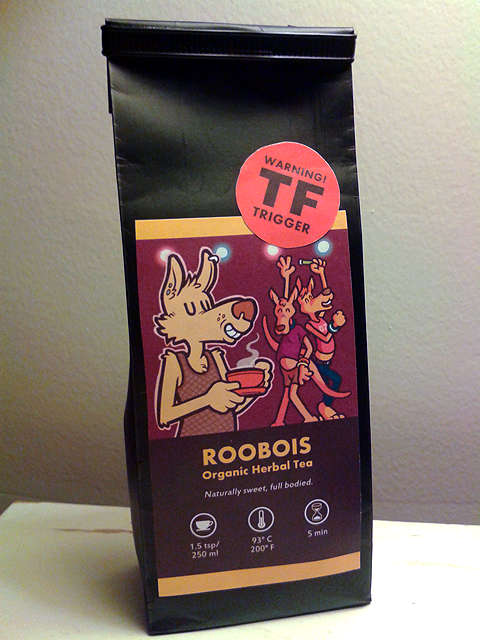 WARNING!
TF
TRIGGER
ROOBOIS
Organic Herbal Tea
Naturally sweet, full bodied.
1.5 tsp/
250 ml
93° C
200° F
5 min